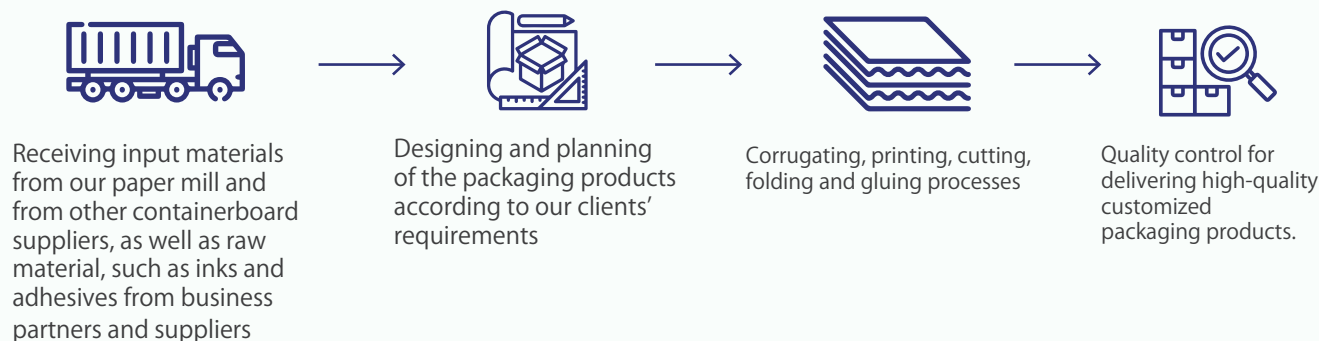 Receiving input materials
from our paper mill and
from other containerboard
suppliers, as well as raw
material, such as inks and
adhesives from business
partners and suppliers
Designing and planning
of the packaging products
according to our clients’
requirements
Corrugating, printing, cutting,
folding and gluing processes
Quality control for
delivering high-quality
customized
packaging products.